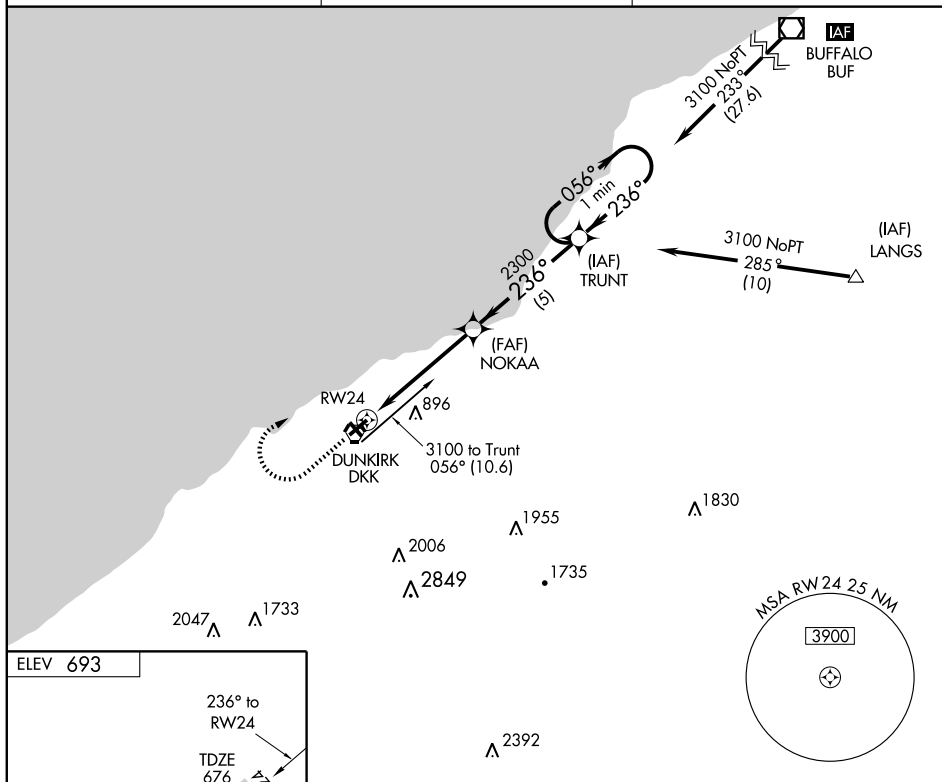 IAF
BUFFALO
BUF
3100 NoPT
233°
(27.6)
056°
1 min
236°
(IAF)
TRUNT
3100 NoPT
285°
(10)
(IAF)
LANGS
2300
236°
(5)
(FAF)
NOKAA
RW24
896
3100 to Trunt
056° (10.6)
DUNKIRK
DKK
1830
1955
2006
2849
1735
2047
1733
MSA RW24 25 NM
3900
ELEV 693
236° to
RW24
TDZE
676
2392